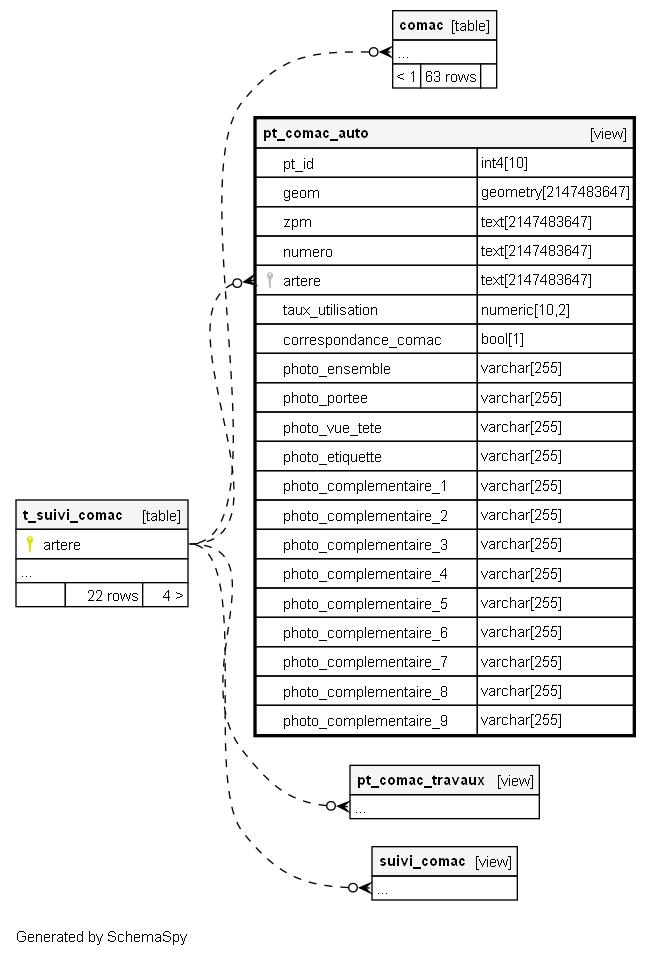 comac [table]
...
< 1 63 rows
pt_comac_auto [view]
pt_id int4[10]
geom geometry[2147483647]
zpm text[2147483647]
numero text[2147483647]
artere text[2147483647]
taux_utilisation numeric[10,2]
correspondance_comac bool[1]
photo_ensemble varchar[255]
photo_portee varchar[255]
photo_vue_tete varchar[255]
photo_etiquette varchar[255]
photo_complementaire_1 varchar[255]
photo_complementaire_2 varchar[255]
photo_complementaire_3 varchar[255]
photo_complementaire_4 varchar[255]
photo_complementaire_5 varchar[255]
photo_complementaire_6 varchar[255]
photo_complementaire_7 varchar[255]
photo_complementaire_8 varchar[255]
photo_complementaire_9 varchar[255]
t_suivi_comac [table]
artere
...
22 rows 4 >
pt_comac_travaux [view]
...
suivi_comac [view]
...
Generated by SchemaSpy